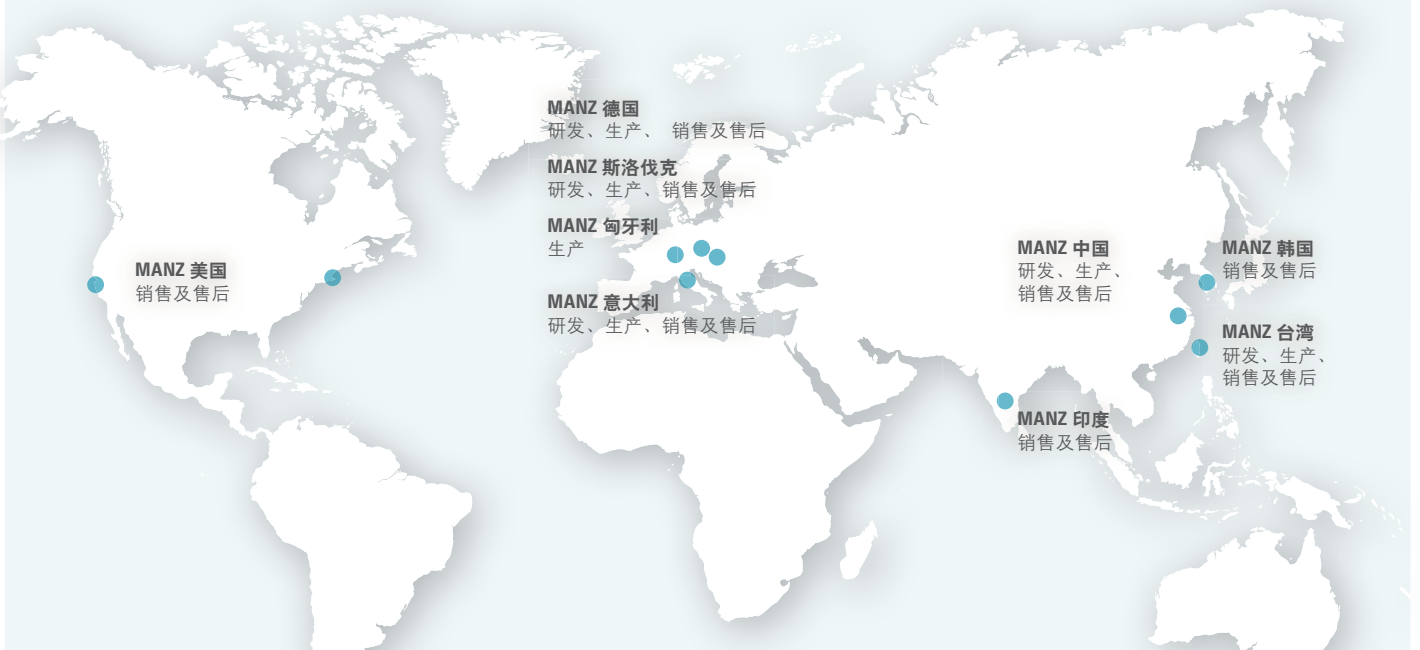 MANZ 德国
研发、生产、 销售及售后
MANZ 斯洛伐克
研发、生产、销售及售后
MANZ 匈牙利
生产
MANZ 意大利
研发、生产、销售及售后
MANZ 美国
销售及售后
MANZ 中国
研发、生产、
销售及售后
MANZ 韩国
销售及售后
MANZ 台湾
研发、生产、
销售及售后
MANZ 印度
销售及售后